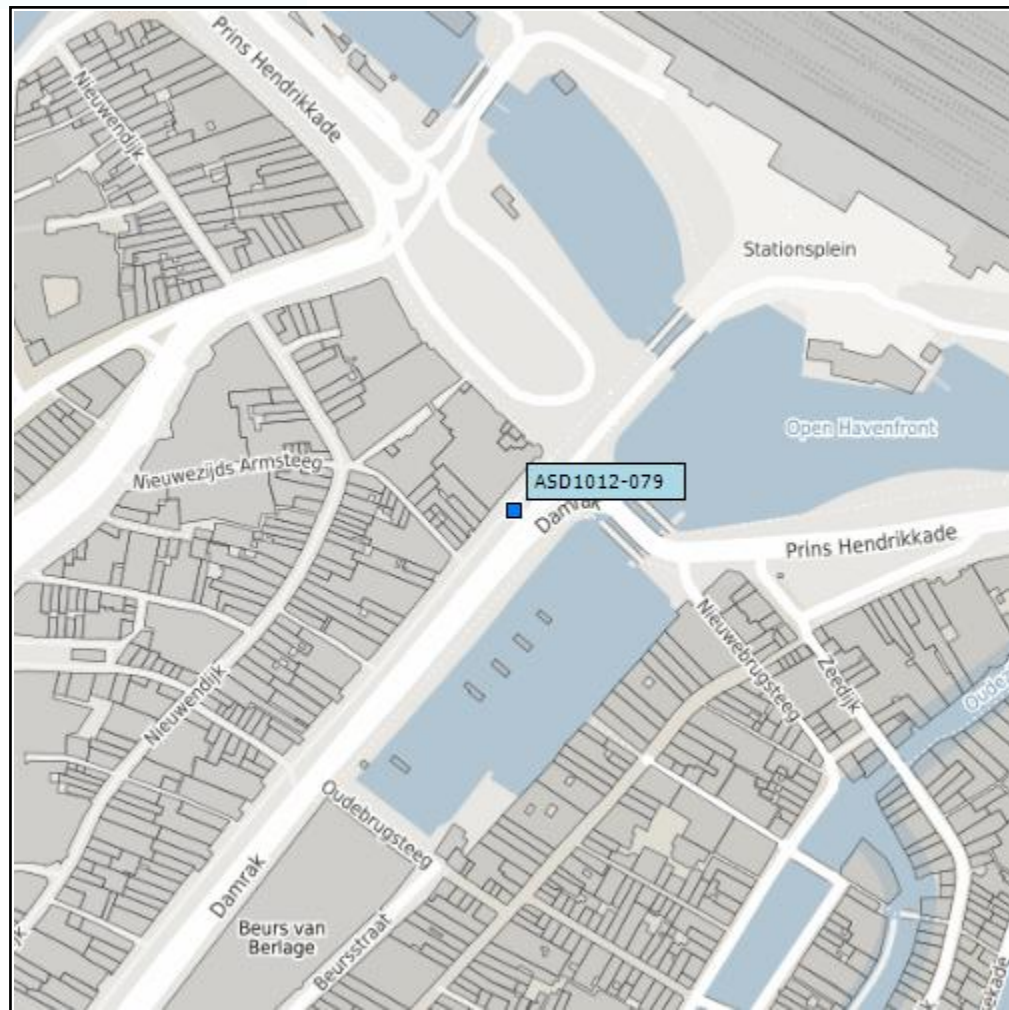 Prins Hendrikkade
Nieuwendijk
Stationsplein
Open Havenfront
Nieuwezijds Armsteeg
ASD1012-079
Damrak
Prins Hendrikkade
Nieuwebrugsteeg
Zeedijk
Nieuwendijk
Oudebrugsteeg
Damrak
Beurs van
Berlage
Beursstraat